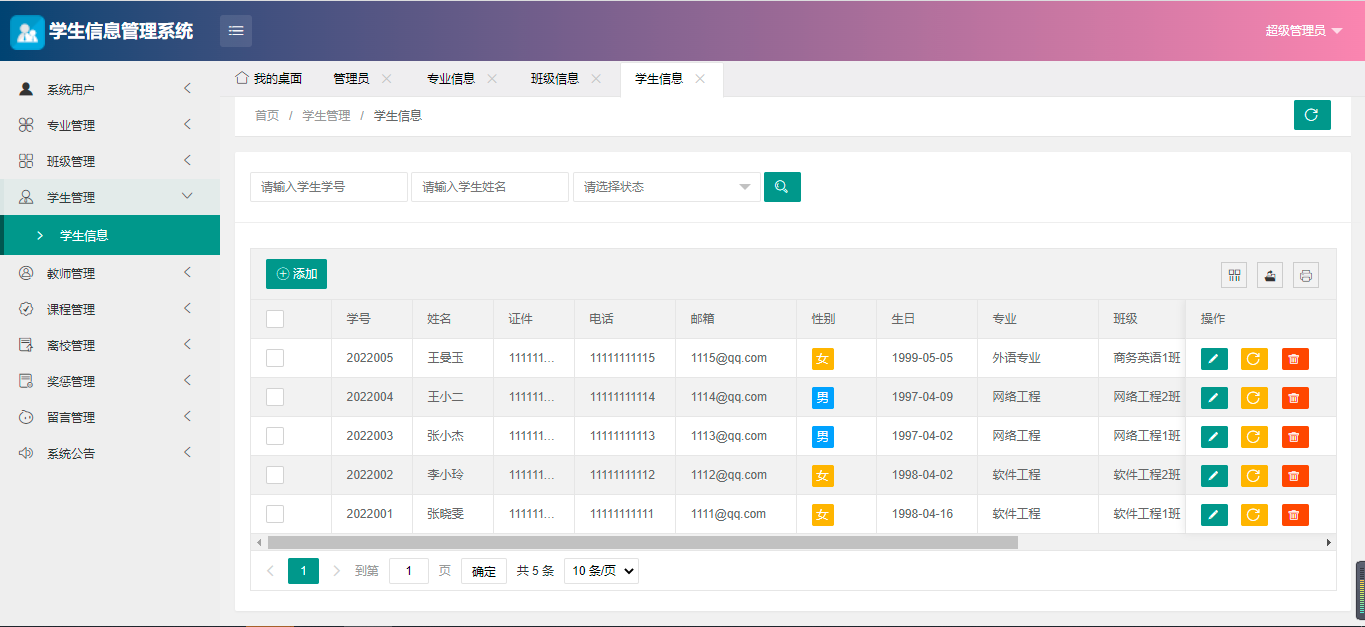 学生信息管理系统
超级管理员
系统用户
专业管理
班级管理
学生管理
学生信息
教师管理
课程管理
离校管理
奖惩管理
留言管理
系统公告
我的桌面 管理员 专业信息 班级信息 学生信息
首页 / 学生管理 / 学生信息
请输入学生学号 请输入学生姓名 请选择状态
添加
学号 姓名 证件 电话 邮箱 性别 生日 专业 班级 操作
2022005 王曼玉 111111... 11111111115 1115@qq.com 女 1999-05-05 外语专业 商务英语1班
2022004 王小二 111111... 11111111114 1114@qq.com 男 1997-04-09 网络工程 网络工程2班
2022003 张小杰 111111... 11111111113 1113@qq.com 男 1997-04-02 网络工程 网络工程1班
2022002 李小玲 111111... 11111111112 1112@qq.com 女 1998-04-02 软件工程 软件工程2班
2022001 张晓雯 111111... 11111111111 1111@qq.com 女 1998-04-16 软件工程 软件工程1班
1 到第 1 页 确定 共 5 条 10 条/页